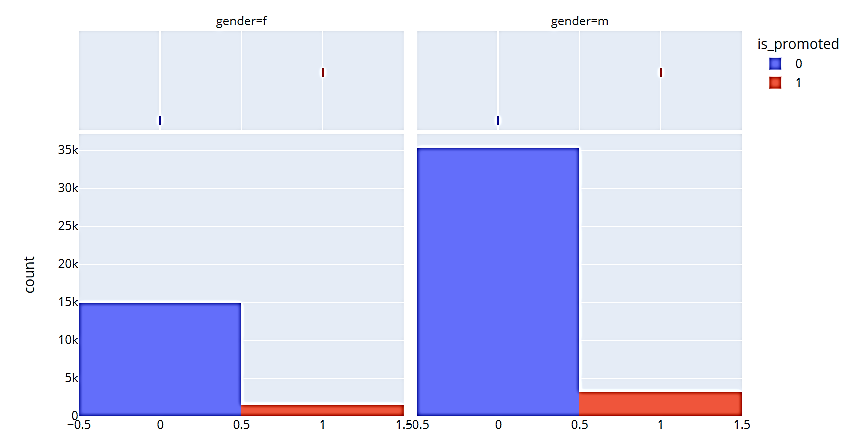 gender=f
gender=m
is_promoted
0
1
35k
30k
25k
20k
15k
10k
5k
0
count
−0.5 0 0.5 1 1.5
0.5 0 0.5 1 1.5